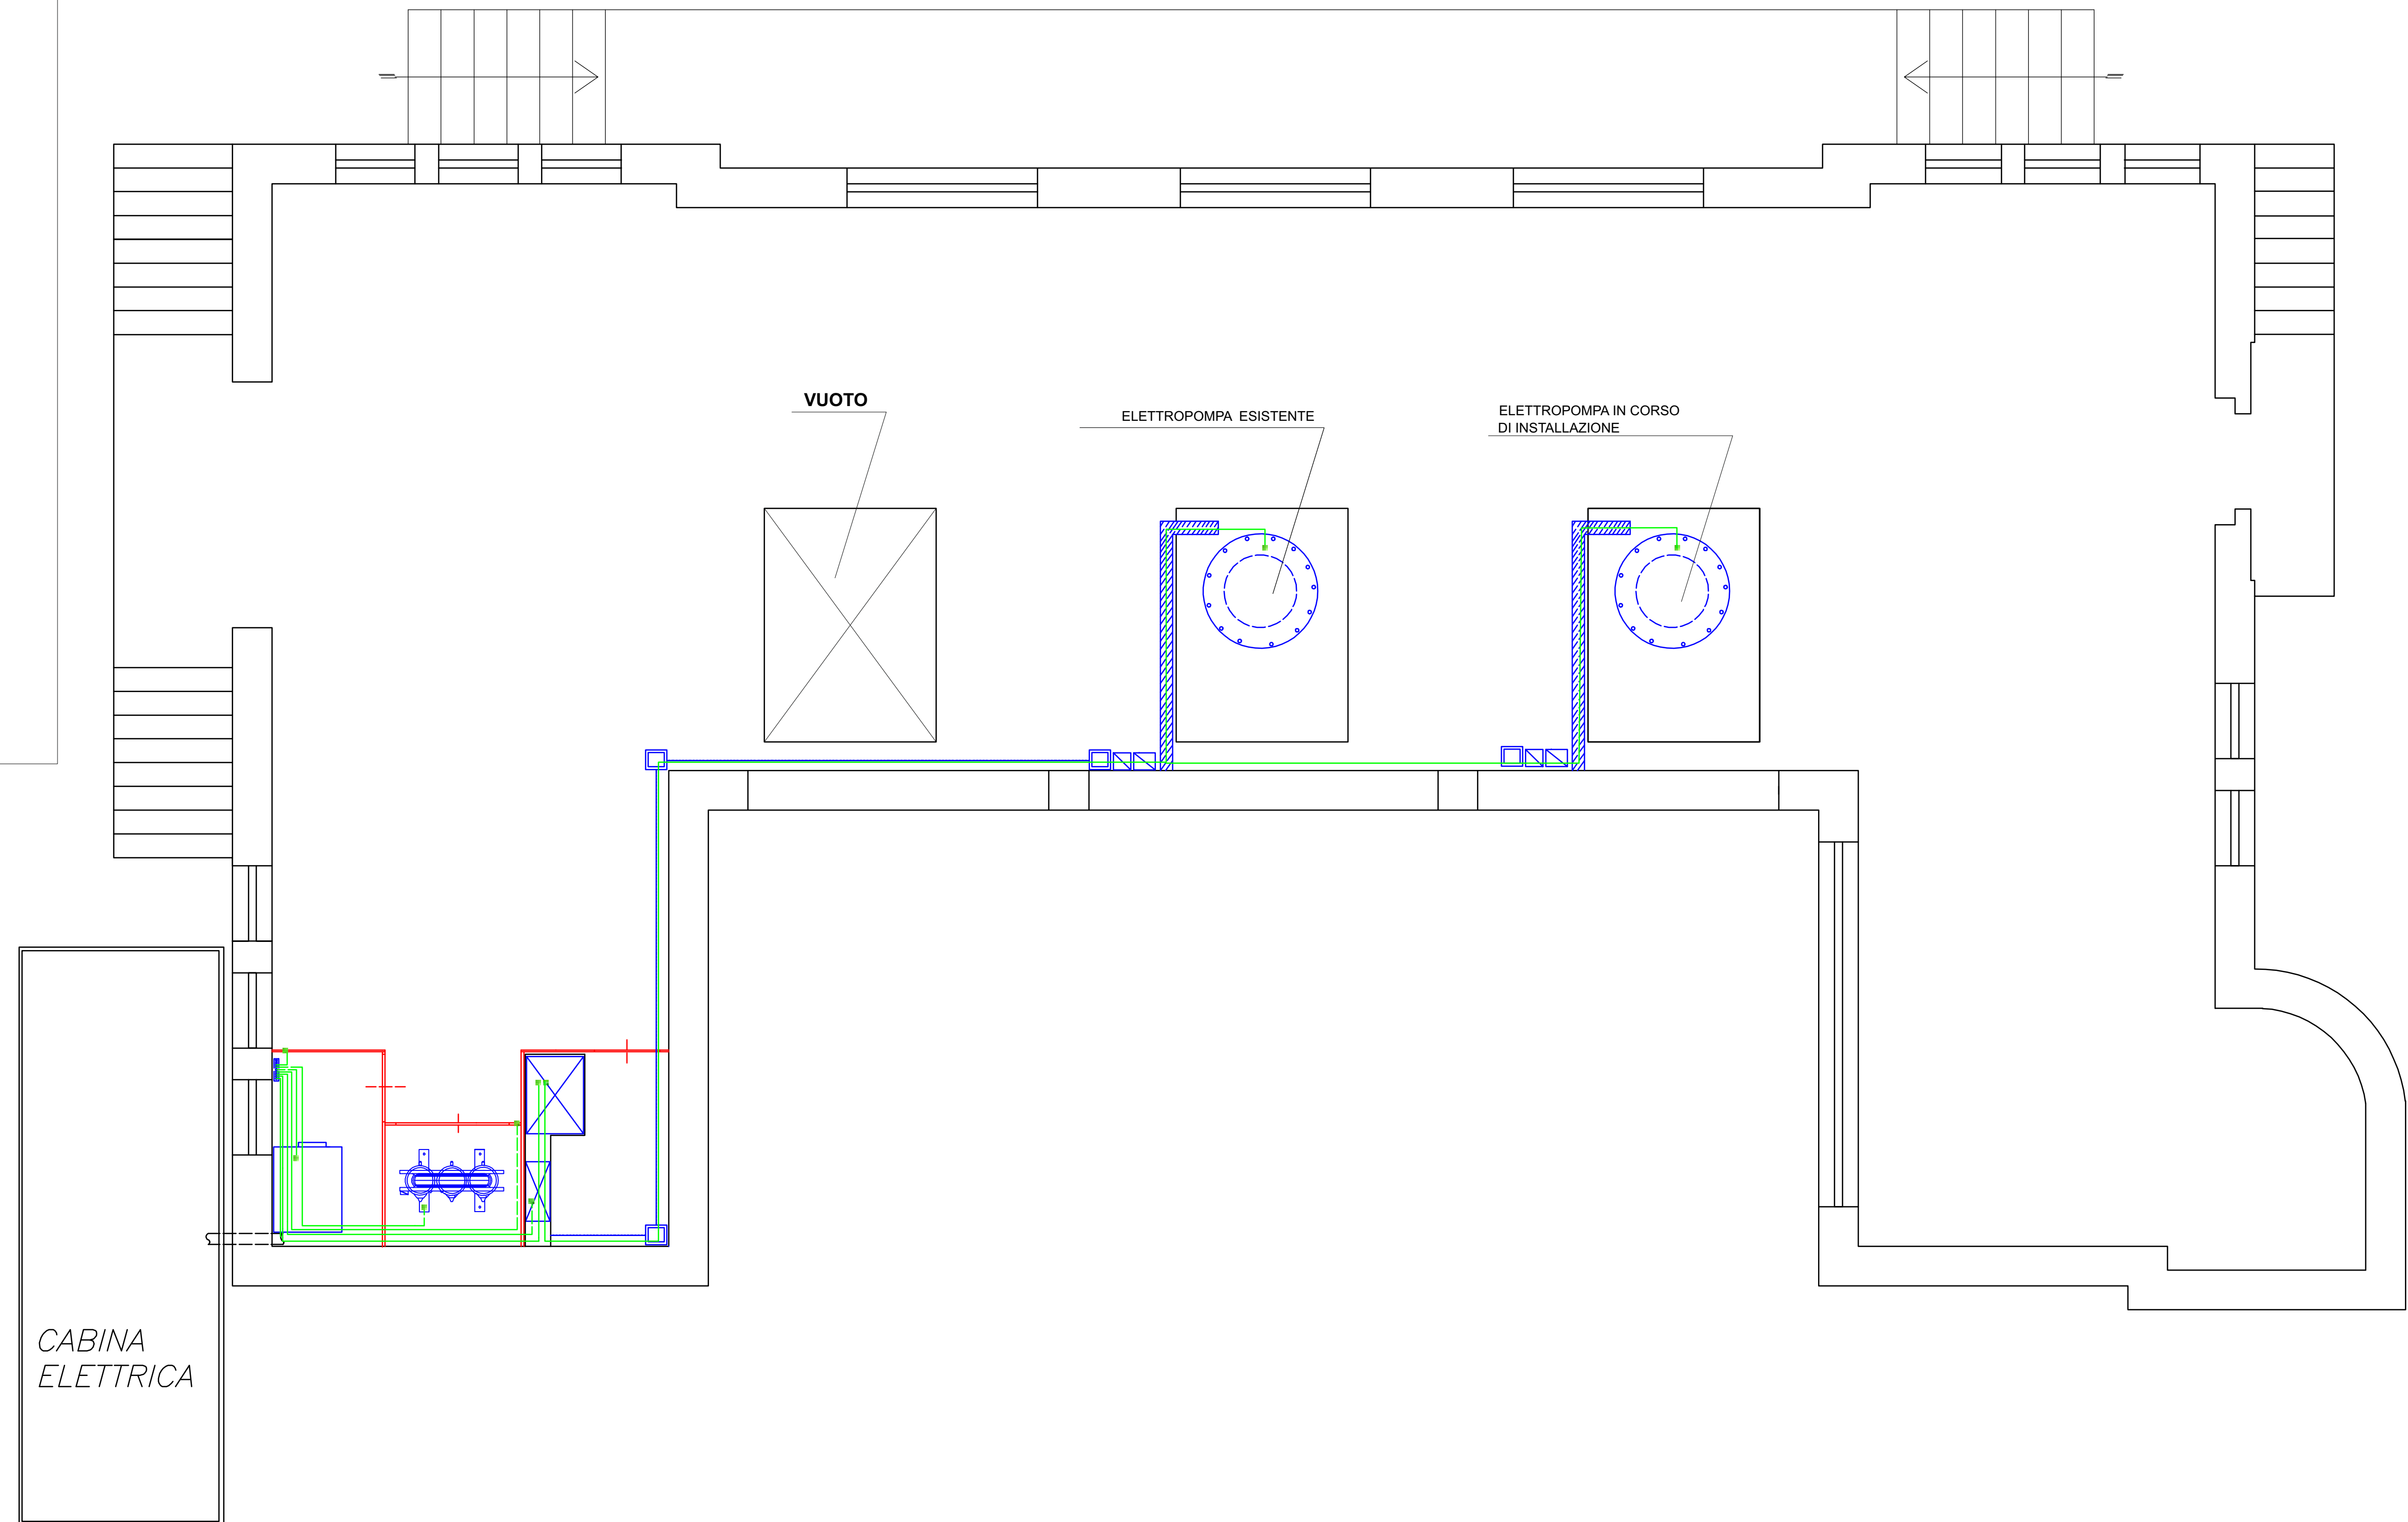 VUOTO
ELETTROPOMPA ESISTENTE
ELETTROPOMPA IN CORSO
DI INSTALLAZIONE
CABINA
ELETTRICA